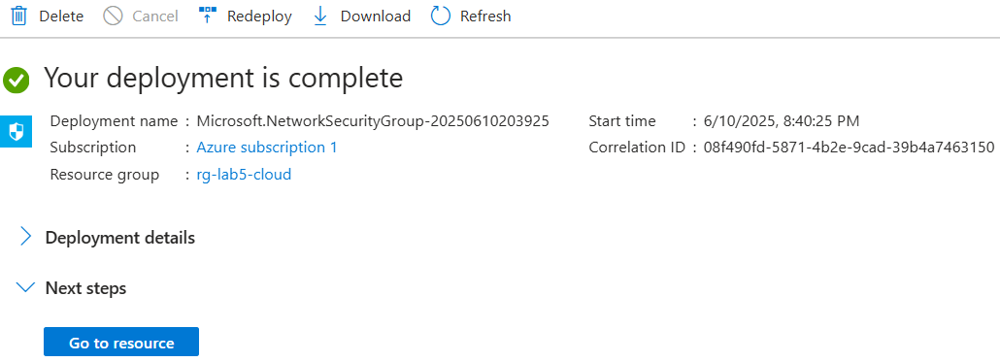 Delete Cancel Redeploy Download Refresh
Your deployment is complete
Deployment name : Microsoft.NetworkSecurityGroup-20250610203925 Start time : 6/10/2025, 8:40:25 PM
Subscription : Azure subscription 1 Correlation ID : 08f490fd-5871-4b2e-9cad-39b4a7463150
Resource group : rg-lab5-cloud
Deployment details
Next steps
Go to resource